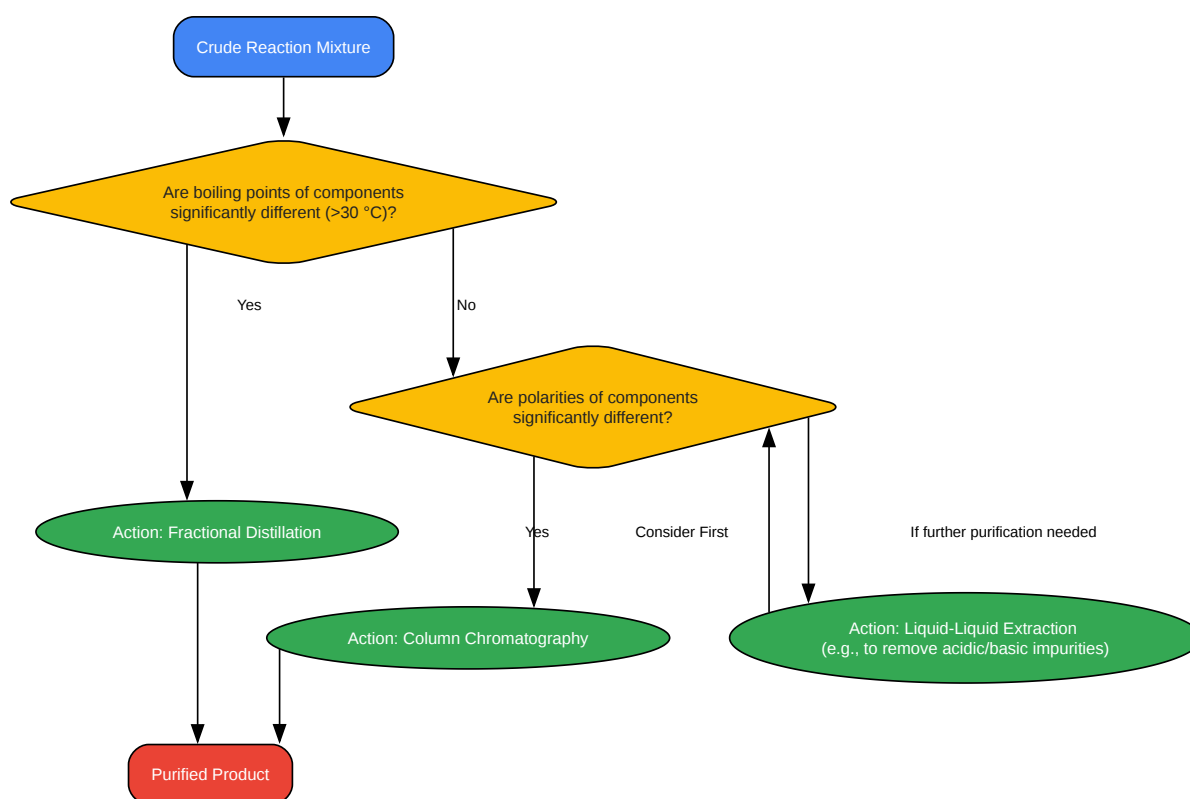 Crude Reaction Mixture
Are boiling points of components
significantly different (>30 °C)?
Yes
No
Are polarities of components
significantly different?
Action: Fractional Distillation
Yes
Consider First
If further purification needed
Action: Column Chromatography
Action: Liquid-Liquid Extraction
(e.g., to remove acidic/basic impurities)
Purified Product